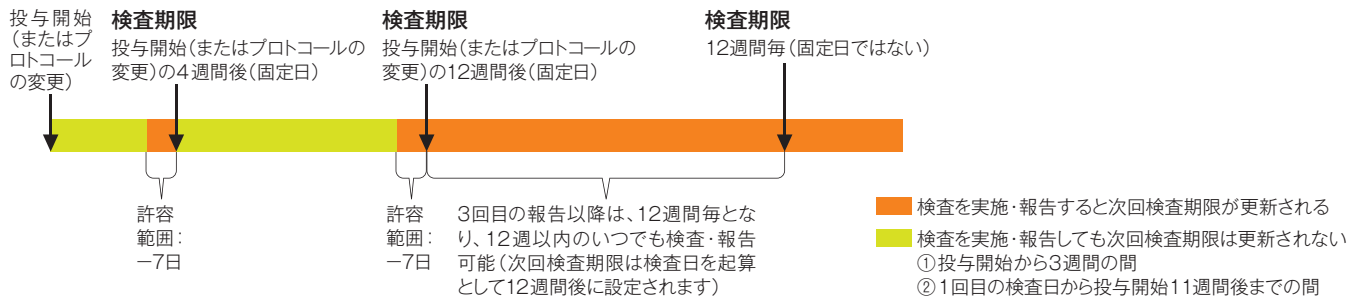 投与開始
(またはプ
ロトコール
の変更)
検査期限
投与開始(またはプロトコールの
変更)の4週間後(固定日)
検査期限
投与開始(またはプロトコールの
変更)の12週間後(固定日)
検査期限
12週間毎(固定日ではない)
許容
範囲:
−7日
許容
範囲:
−7日
3回目の報告以降は、12週間毎とな
り、12週以内のいつでも検査・報告
可能(次回検査期限は検査日を起算
として12週間後に設定されます)
検査を実施・報告すると次回検査期限が更新される
検査を実施・報告しても次回検査期限は更新されない
①投与開始から3週間の間
②1回目の検査日から投与開始11週間後までの間